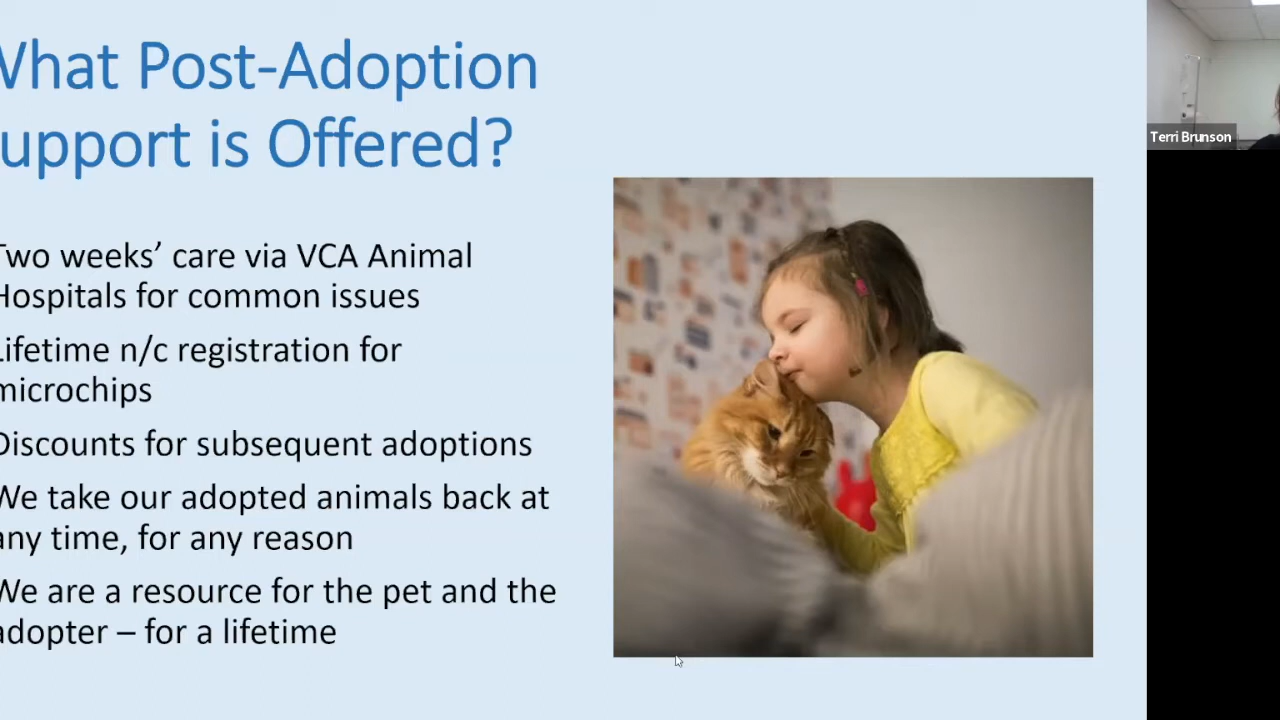 What Post-Adoption
upport is Offered?
Two weeks’ care via VCA Animal
Hospitals for common issues
Lifetime n/c registration for
microchips
Discounts for subsequent adoptions
We take our adopted animals back at
any time, for any reason
We are a resource for the pet and the
adopter – for a lifetime
Terri Brunson